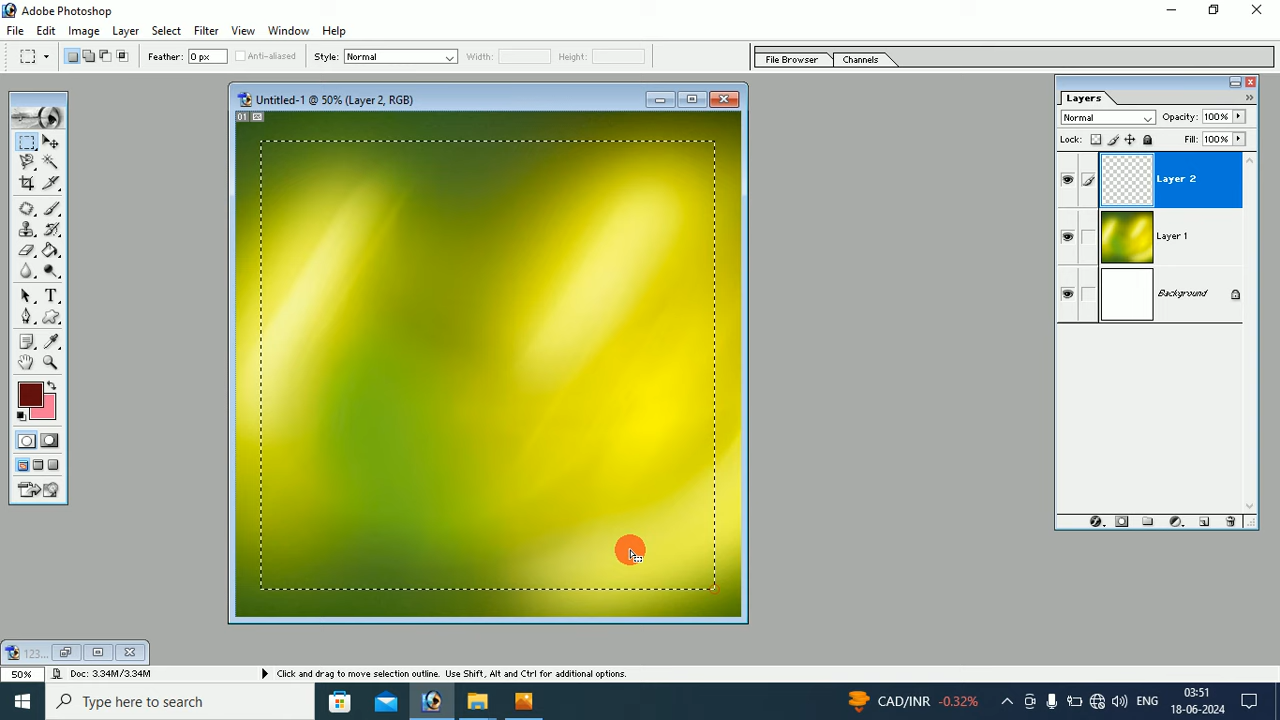 Adobe Photoshop
File Edit Image Layer Select Filter View Window Help
Feather: 0 px Anti-aliased Style: Normal Width: Height: File Browser Channels
Untitled-1 @ 50% (Layer 2, RGB)
01
Layers
Normal Opacity: 100%
Lock: Fill: 100%
Layer 2
Layer 1
Background
T
123...
50% Doc: 3.34M/3.34M Click and drag to move selection outline. Use Shift, Alt and Ctrl for additional options.
Type here to search CAD/INR -0.32% ENG 03:51
18-06-2024